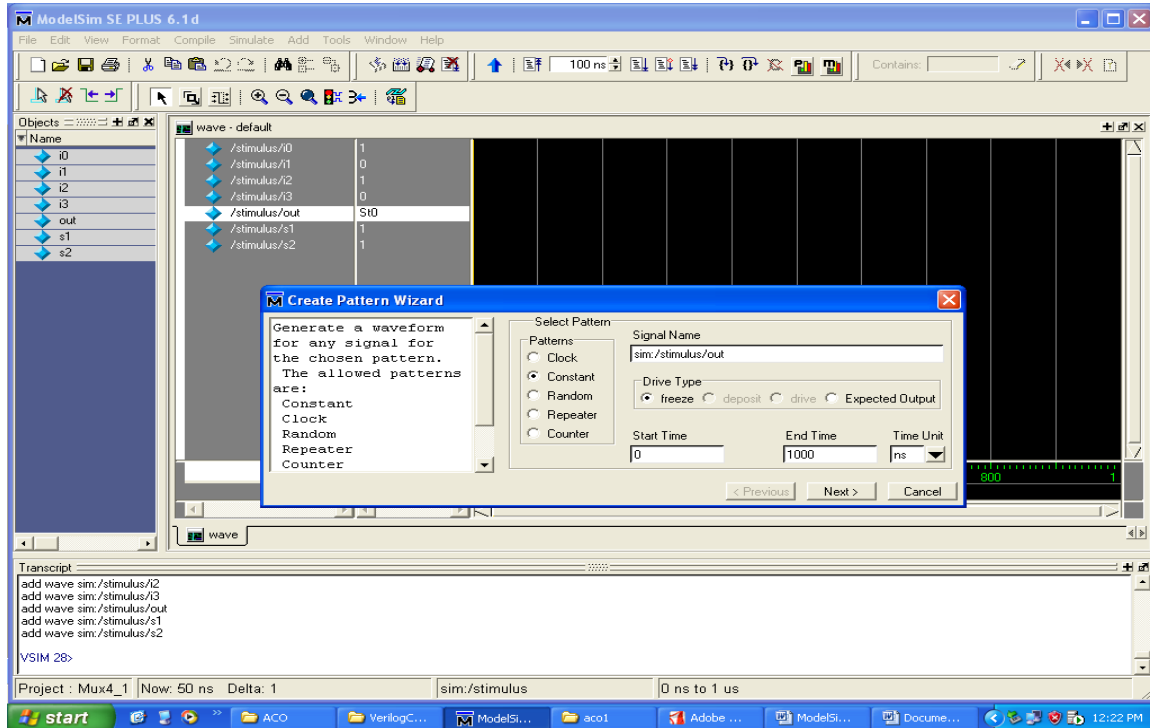 ModelSim SE PLUS 6.1d
File Edit View Format Compile Simulate Add Tools Window Help
100 ns
Contains:
Objects
Name
i0
i1
i2
i3
out
s1
s2
wave - default
/stimulus/i0 1
/stimulus/i1 0
/stimulus/i2 1
/stimulus/i3 0
/stimulus/out St0
/stimulus/s1 1
/stimulus/s2 1
Create Pattern Wizard
Generate a waveform
for any signal for
the chosen pattern.
The allowed patterns
are:
Constant
Clock
Random
Repeater
Counter
Select Pattern
Patterns
Clock
Constant
Random
Repeater
Counter
Signal Name
sim:/stimulus/out
Drive Type
freeze deposit drive Expected Output
Start Time End Time Time Unit
0 1000 ns
< Previous Next > Cancel
800 1
wave
Transcript
add wave sim:/stimulus/i2
add wave sim:/stimulus/i3
add wave sim:/stimulus/out
add wave sim:/stimulus/s1
add wave sim:/stimulus/s2
VSIM 28>
Project : Mux4_1 Now: 50 ns Delta: 1 sim:/stimulus 0 ns to 1 us
start ACO VerilogC... ModelSi... aco1 Adobe ... ModelSi... Docume... 12:22 PM